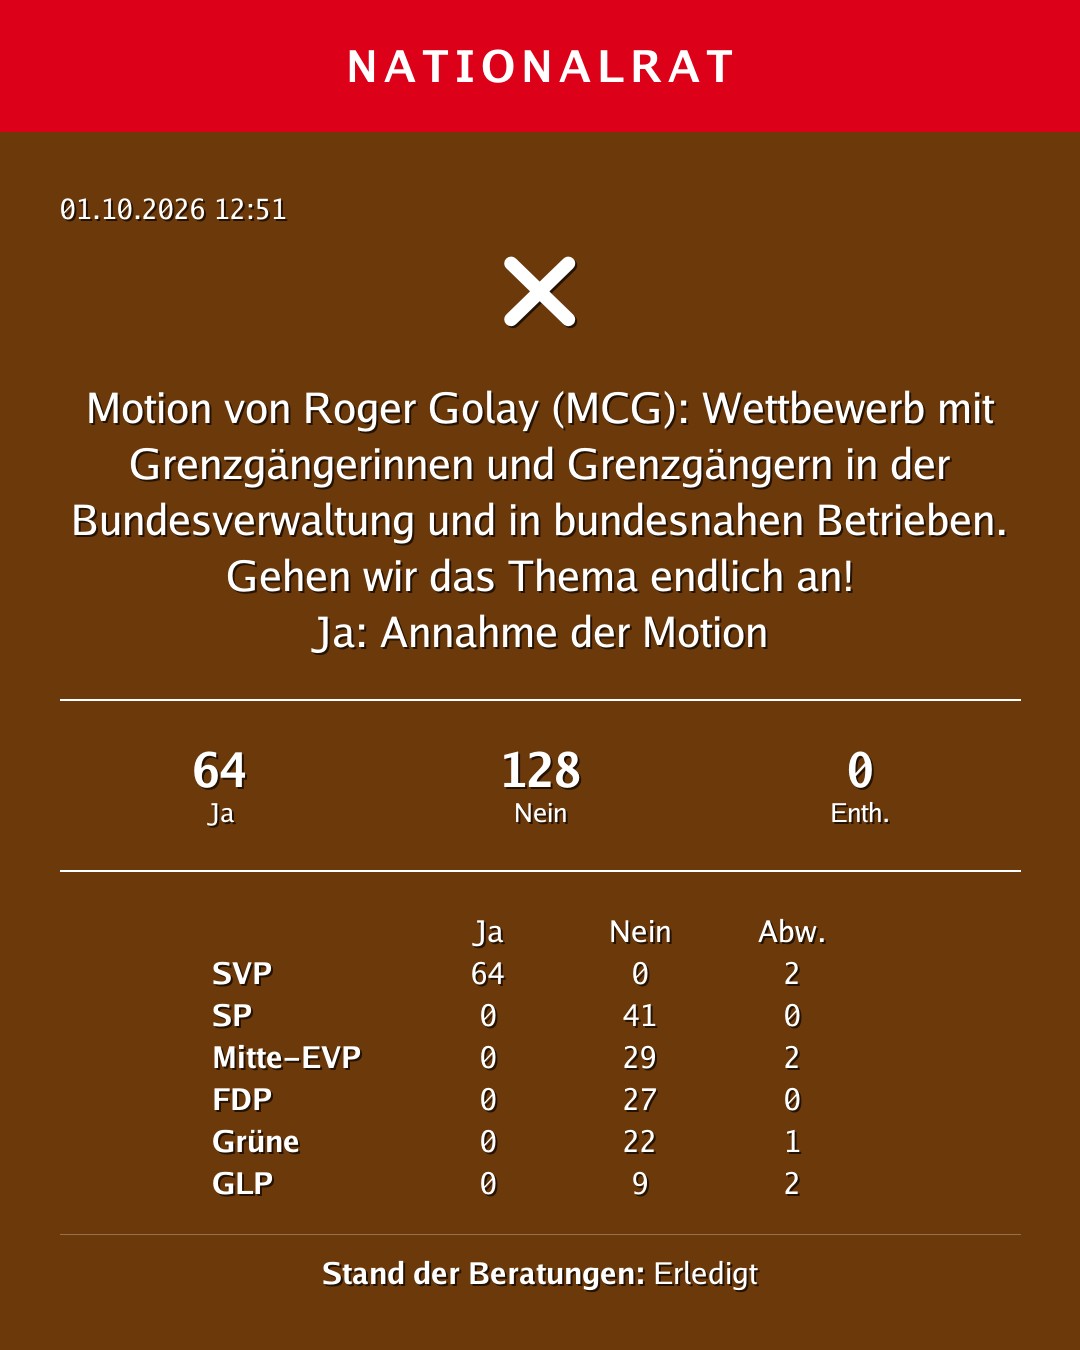 NATIONALRAT
01.10.2026 12:51
Motion von Roger Golay (MCG): Wettbewerb mit
Grenzgängerinnen und Grenzgängern in der
Bundesverwaltung und in bundesnahen Betrieben.
Gehen wir das Thema endlich an!
Ja: Annahme der Motion
64 128 0
Ja Nein Enth.
Ja Nein Abw.
SVP 64 0 2
SP 0 41 0
Mitte-EVP 0 29 2
FDP 0 27 0
Grüne 0 22 1
GLP 0 9 2
Stand der Beratungen: Erledigt